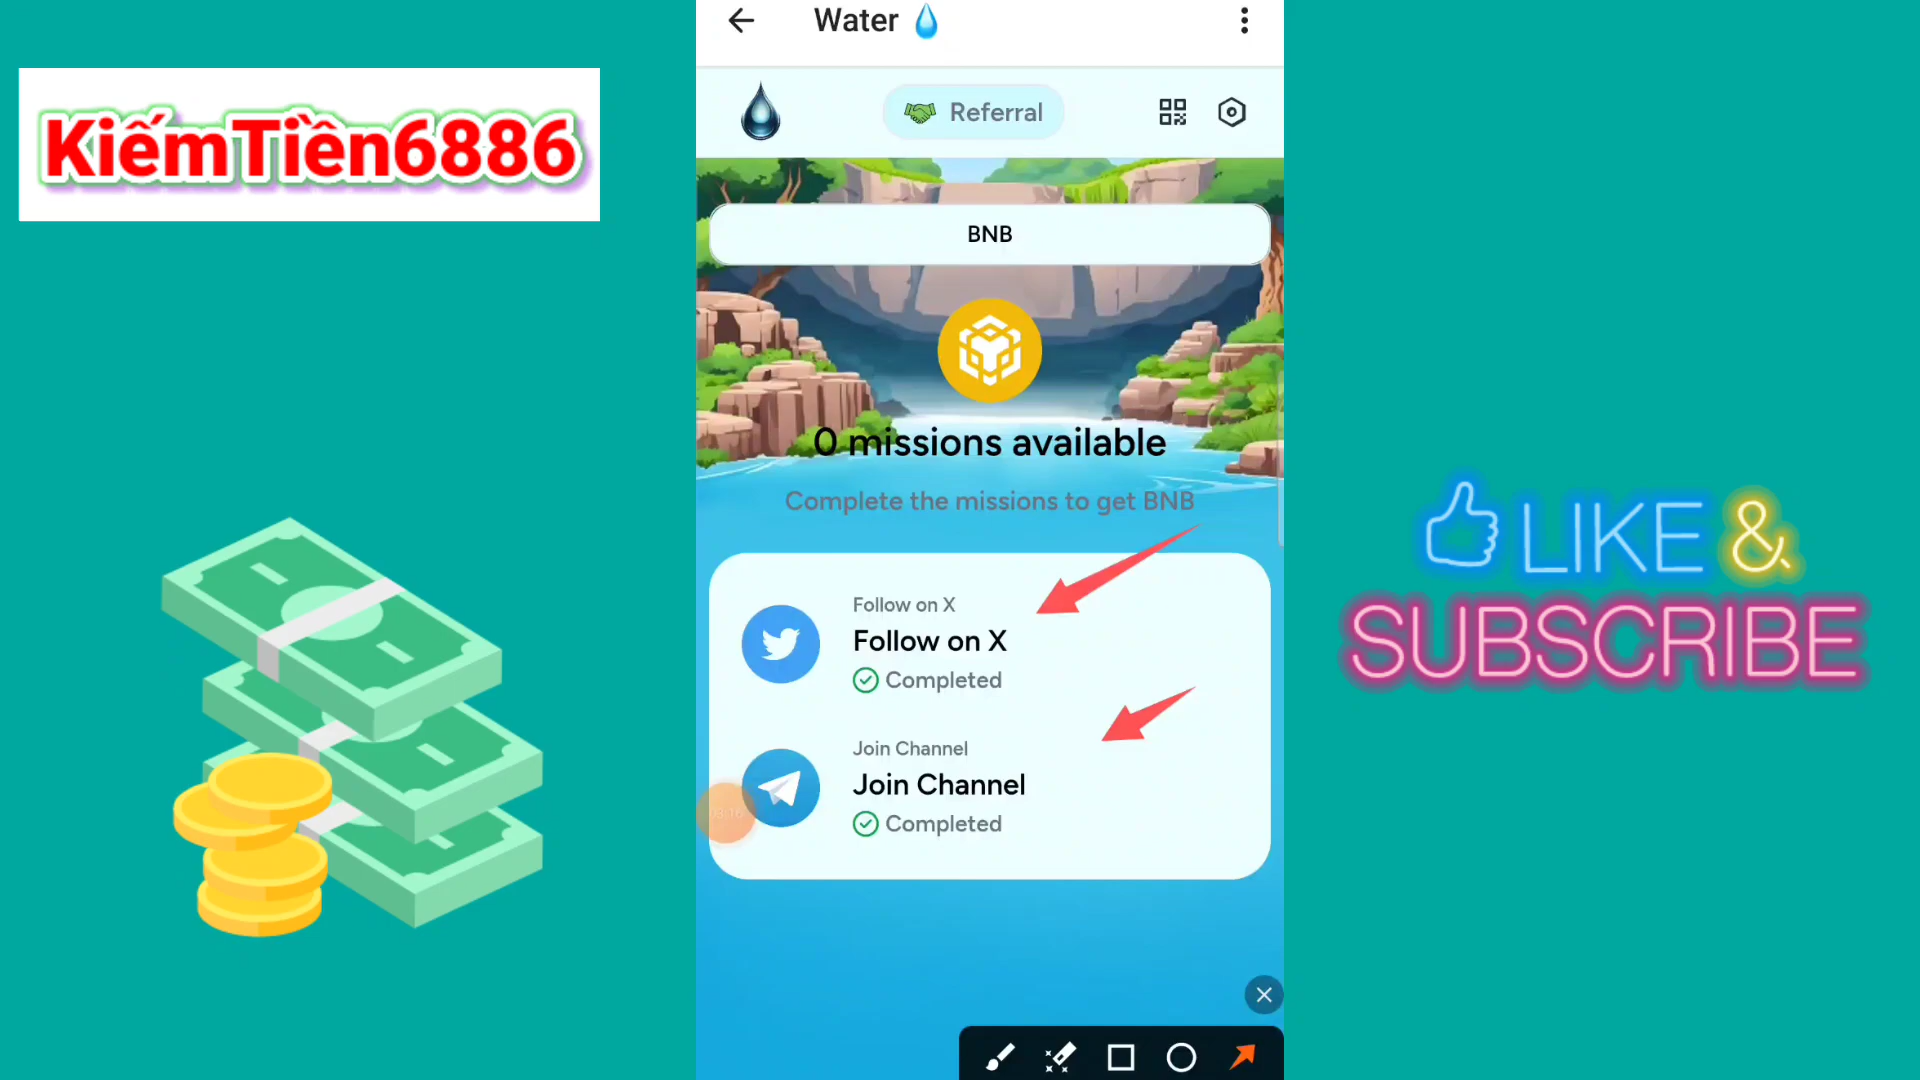 Water
KiếmTiền6886
Referral
BNB
0 missions available
Complete the missions to get BNB
Follow on X
Follow on X
Completed
Join Channel
Join Channel
Completed
LIKE &
SUBSCRIBE